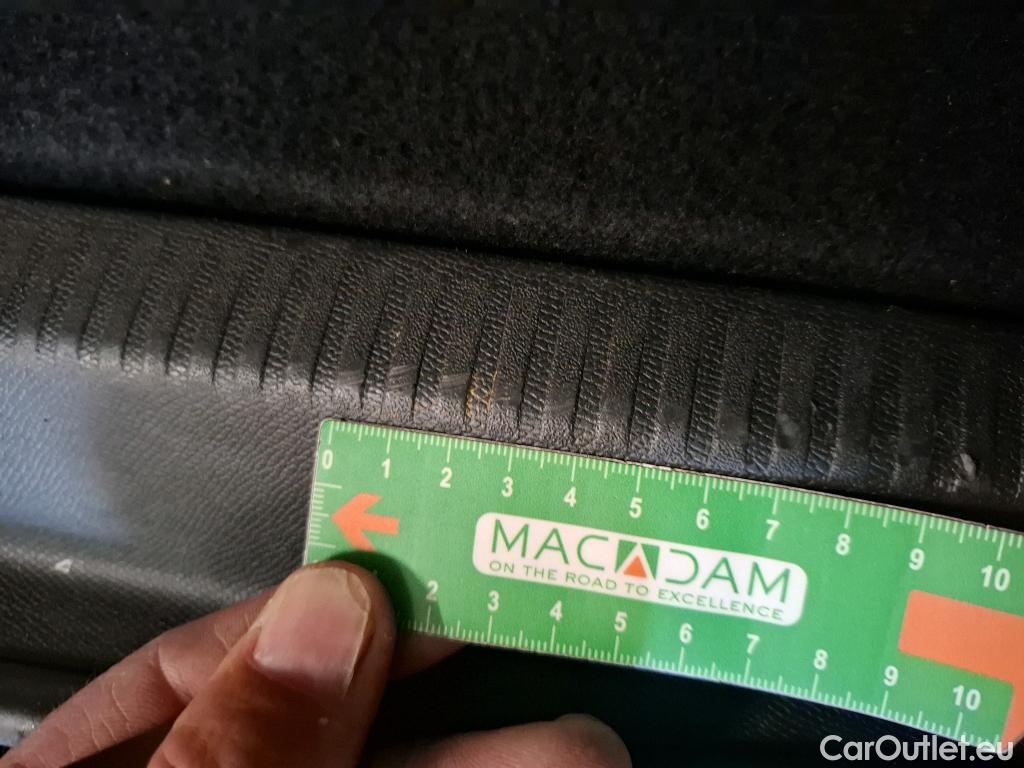 0 1 2 3 4 5 6 7 8 9 10
MACADAM
ON THE ROAD TO EXCELLENCE
2 3 4 5 6 7 8 9 10
CarOutlet.eu